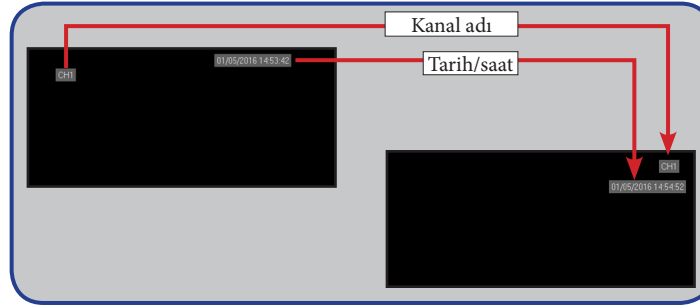 Kanal adı
01/05/2016 14:53:42
Tarih/saat
CH1
CH1
01/05/2016 14:54:52